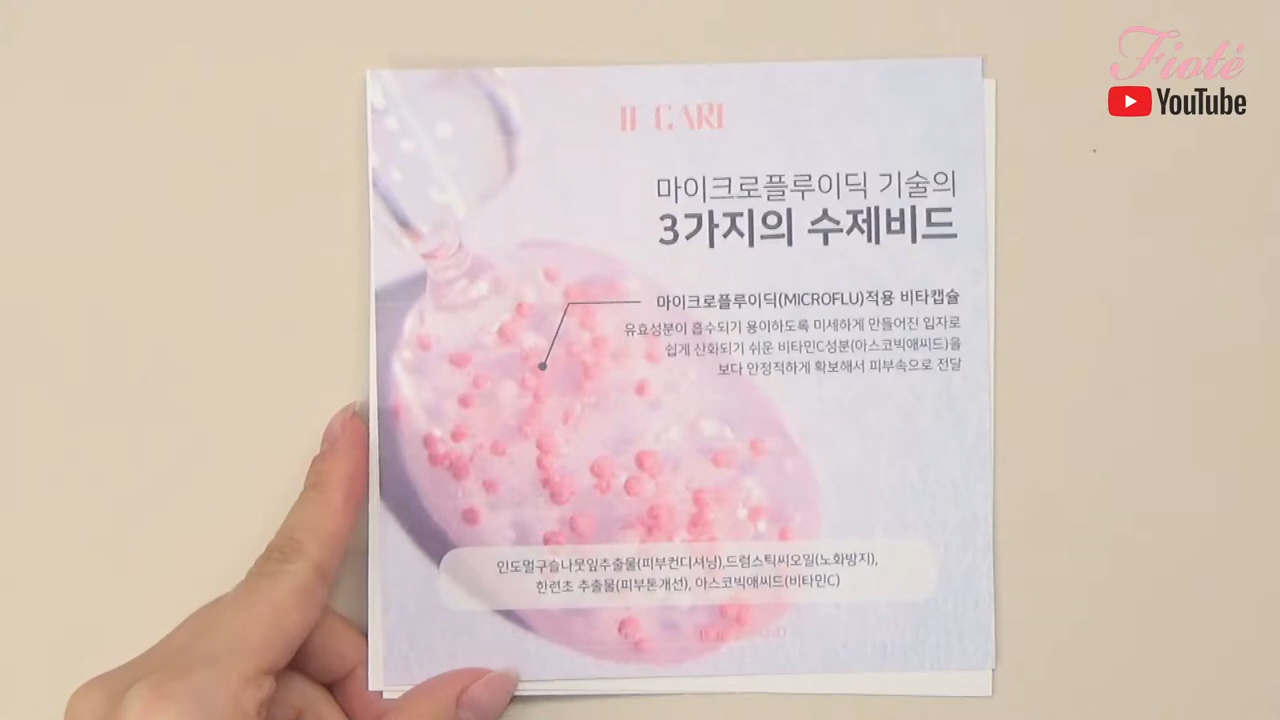 Fiotė
YouTube
IF CARE
마이크로플루이딕 기술의
3가지의 수제비드
마이크로플루이딕(MICROFLU)적용 비타캡슐
유효성분이 흡수되기 용이하도록 미세하게 만들어진 입자로
쉽게 산화되기 쉬운 비타민C성분(아스코빅애씨드)을
보다 안정적하게 확보해서 피부속으로 전달
인도멀구슬나뭇잎추출물(피부컨디셔닝),드럼스틱씨오일(노화방지),
한련초 추출물(피부톤개선), 아스코빅애씨드(비타민C)